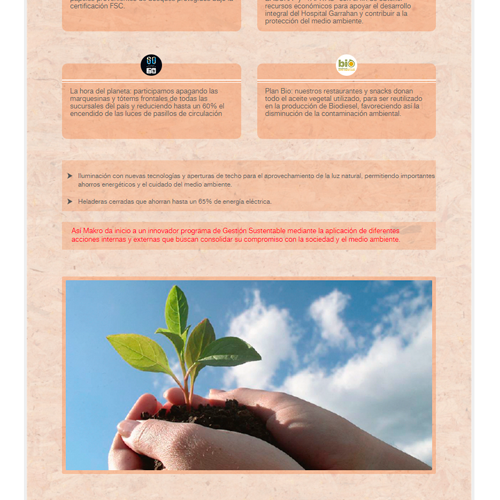 certificación FSC.
recursos económicos para apoyar el desarrollo
integral del Hospital Garrahan y contribuir a la
protección del medio ambiente.
60
60
bio
La hora del planeta: participamos apagando las
marquesinas y tótems frontales de todas las
sucursales del país y reduciendo hasta un 60% el
encendido de las luces de pasillos de circulación
Plan Bio: nuestros restaurantes y snacks donan
todo el aceite vegetal utilizado, para ser reutilizado
en la producción de Biodiesel, favoreciendo así la
disminución de la contaminación ambiental.
➤ Iluminación con nuevas tecnologías y aperturas de techo para el aprovechamiento de la luz natural, permitiendo importantes
ahorros energéticos y el cuidado del medio ambiente.
➤ Heladeras cerradas que ahorran hasta un 65% de energía eléctrica.
Así Makro da inicio a un innovador programa de Gestión Sustentable mediante la aplicación de diferentes
acciones internas y externas que buscan consolidar su compromiso con la sociedad y el medio ambiente.